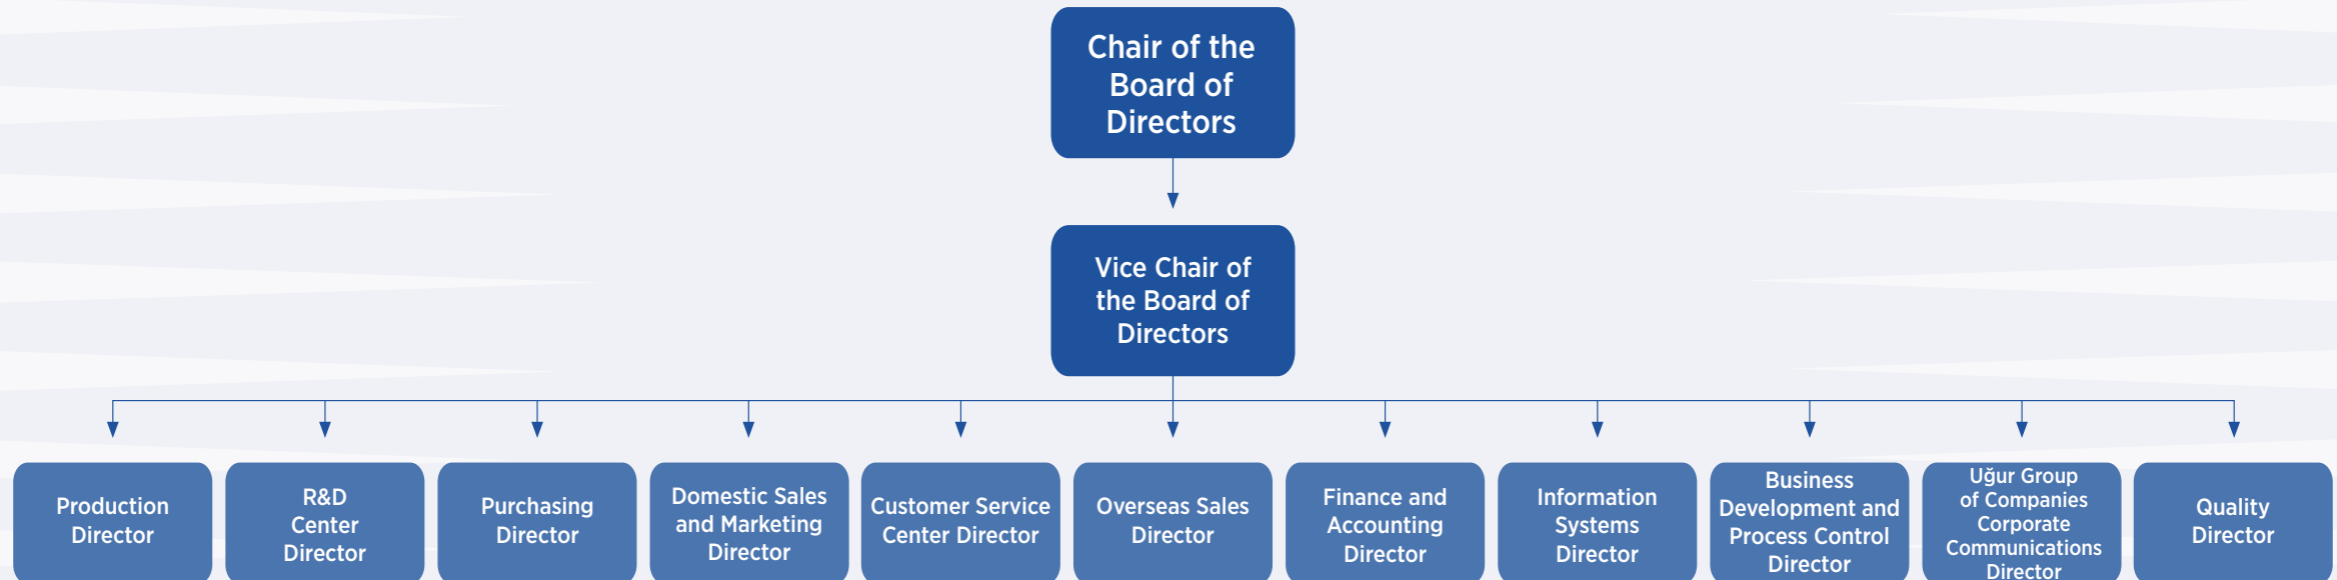 Chair of the
Board of
Directors
Vice Chair of
the Board of
Directors
Production
Director
R&D
Center
Director
Purchasing
Director
Domestic Sales
and Marketing
Director
Customer Service
Center Director
Overseas Sales
Director
Finance and
Accounting
Director
Information
Systems
Director
Business
Development and
Process Control
Director
Uğur Group
of Companies
Corporate
Communications
Director
Quality
Director